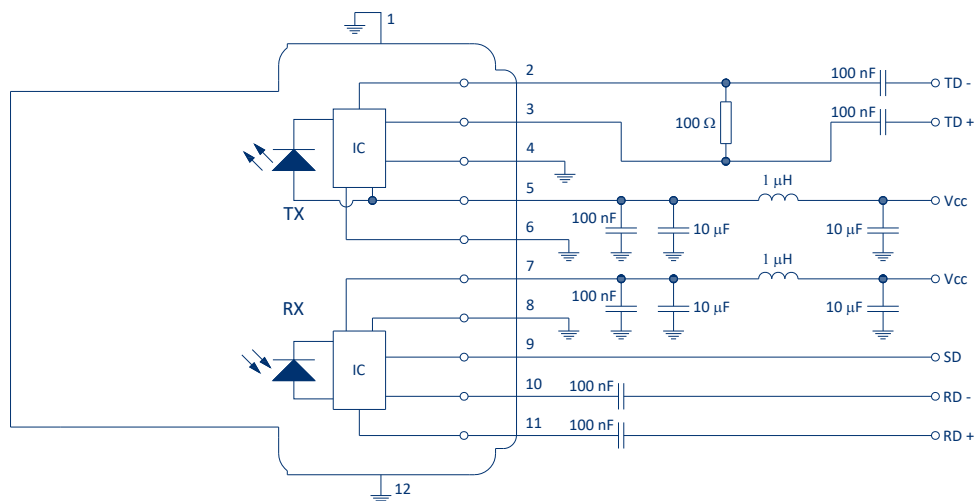 1
2
100 nF
TD -
3
100 nF
TD +
100 Ω
IC
4
TX
5
1 µH
Vcc
100 nF
10 µF
10 µF
6
7
1 µH
Vcc
RX
8
100 nF
10 µF
10 µF
IC
9
SD
10
100 nF
RD -
11
100 nF
RD +
12